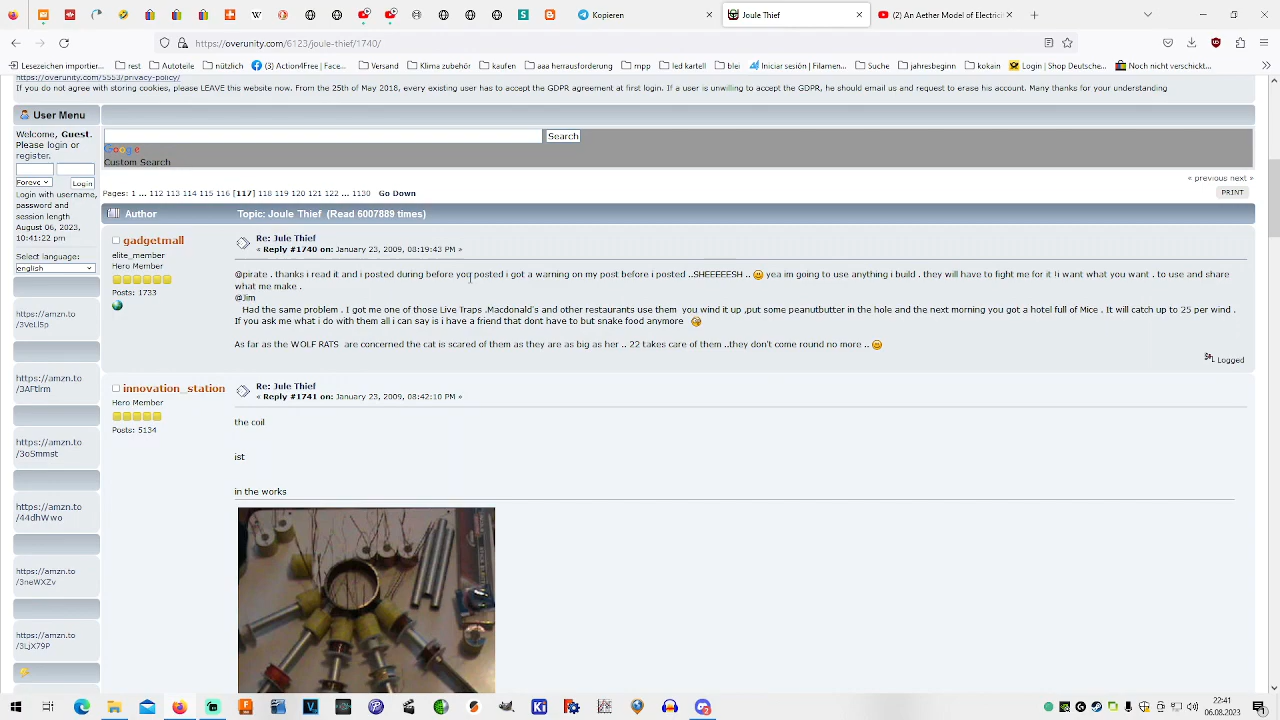 Kopieren
Joule Thief
(2) An Aether Model of Electrici
https://overunity.com/6123/joule-thief/1740/
Lesezeichen importier...
rest
Autoteile
nützlich
(3) Action4Free | Face...
Versand
Klima zubehör
kaufen
aaa herrausforderung
mpp
led kartell
blei
Iniciar sesión | Filamen...
Suche
jahresbeginn
kokain
Login | Shop Deutsche...
Noch nicht verschickt...
https://overunity.com/5553/privacy-policy/
If you do not agree with storing cookies, please LEAVE this website now. From the 25th of May 2018, every existing user has to accept the GDPR agreement at first login. If a user is unwilling to accept the GDPR, he should email us and request to erase his account. Many thanks for your understanding
User Menu
Welcome, Guest.
Please login or
register.
Foreve
Login
Login with username,
password and
session length
August 06, 2023,
10:41:22 pm
Select language:
english
https://amzn.to
https://amzn.to
/3AFtlrm
https://amzn.to
/3oSmmst
https://amzn.to
/44dhWwo
https://amzn.to
/3neWXZv
https://amzn.to
/3LjX79P
Search
Google
Custom Search
« previous next »
Pages: 1 ... 112 113 114 115 116 [117] 118 119 120 121 122 ... 1130 Go Down
PRINT
Author
Topic: Joule Thief (Read 6007889 times)
gadgetmall
elite_member
Hero Member
Posts: 1733
Re: Jule Thief
« Reply #1740 on: January 23, 2009, 08:19:43 PM »
@pirate . thanks i read it and i posted during before you posted i got a warning on my post before i posted ..SHEEEEESH .. yea im going to use anything i build . they will have to fight me for it !i want what you want . to use and share
what me make .
@Jim
Had the same problem . I got me one of those Live Traps .Macdonald's and other restaurants use them you wind it up ,put some peanutbutter in the hole and the next morning you got a hotel full of Mice . It will catch up to 25 per wind .
If you ask me what i do with them all i can say is i have a friend that dont have to buy snake food anymore
As far as the WOLF RATS are concerned the cat is scared of them as they are as big as her .. 22 takes care of them ..they don't come round no more ..
Logged
innovation_station
Hero Member
Posts: 5134
Re: Jule Thief
« Reply #1741 on: January 23, 2009, 08:42:10 PM »
the coil
ist
in the works
22:41
06.08.2023